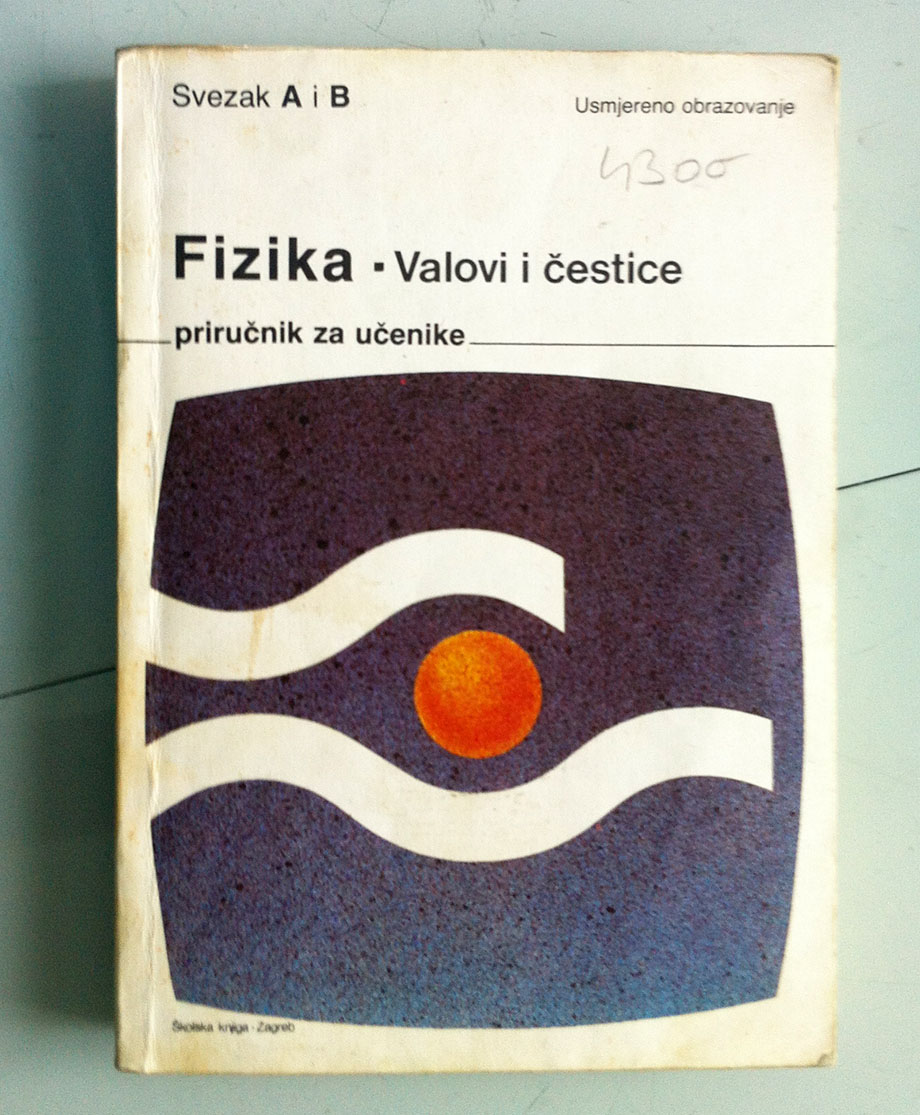 Svezak A i B
Usmjereno obrazovanje
4300
Fizika ▪ Valovi i čestice
priručnik za učenike
Školska knjiga · Zagreb